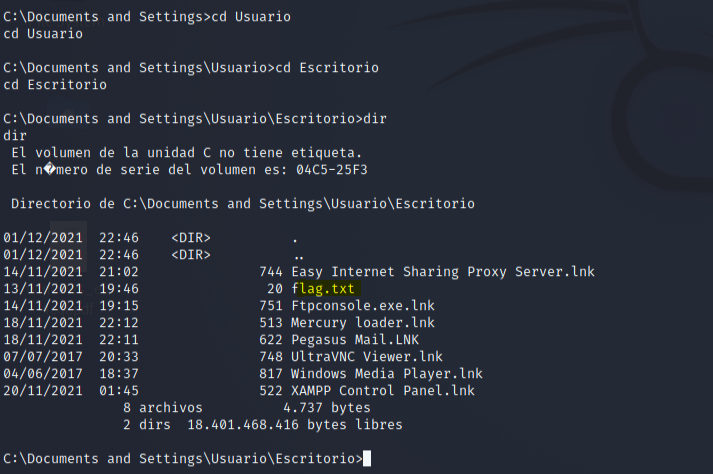 C:\Documents and Settings>cd Usuario
cd Usuario
C:\Documents and Settings\Usuario>cd Escritorio
cd Escritorio
C:\Documents and Settings\Usuario\Escritorio>dir
dir
 El volumen de la unidad C no tiene etiqueta.
 El n�mero de serie del volumen es: 04C5-25F3
 Directorio de C:\Documents and Settings\Usuario\Escritorio
01/12/2021  22:46    <DIR>          .
01/12/2021  22:46    <DIR>          ..
14/11/2021  21:02               744 Easy Internet Sharing Proxy Server.lnk
13/11/2021  19:46                20 flag.txt
14/11/2021  19:15               751 Ftpconsole.exe.lnk
18/11/2021  22:12               513 Mercury loader.lnk
18/11/2021  22:11               622 Pegasus Mail.LNK
07/07/2017  20:33               748 UltraVNC Viewer.lnk
04/06/2017  18:37               817 Windows Media Player.lnk
20/11/2021  01:45               522 XAMPP Control Panel.lnk
               8 archivos          4.737 bytes
               2 dirs  18.401.468.416 bytes libres
C:\Documents and Settings\Usuario\Escritorio>